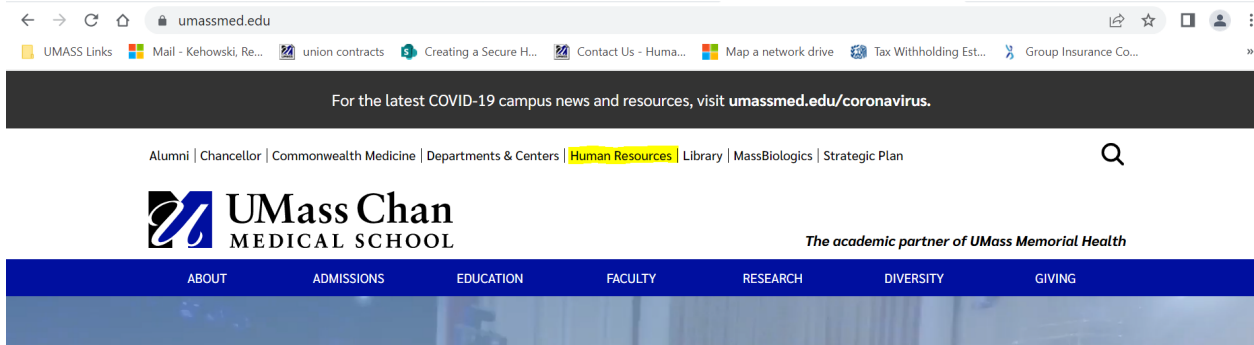 umassmed.edu
UMASS Links Mail - Kehowski, Re... union contracts Creating a Secure H... Contact Us - Huma... Map a network drive Tax Withholding Est... Group Insurance Co... »
For the latest COVID-19 campus news and resources, visit umassmed.edu/coronavirus.
Alumni | Chancellor | Commonwealth Medicine | Departments & Centers | Human Resources | Library | MassBiologics | Strategic Plan
UMass Chan
MEDICAL SCHOOL
The academic partner of UMass Memorial Health
ABOUT ADMISSIONS EDUCATION FACULTY RESEARCH DIVERSITY GIVING